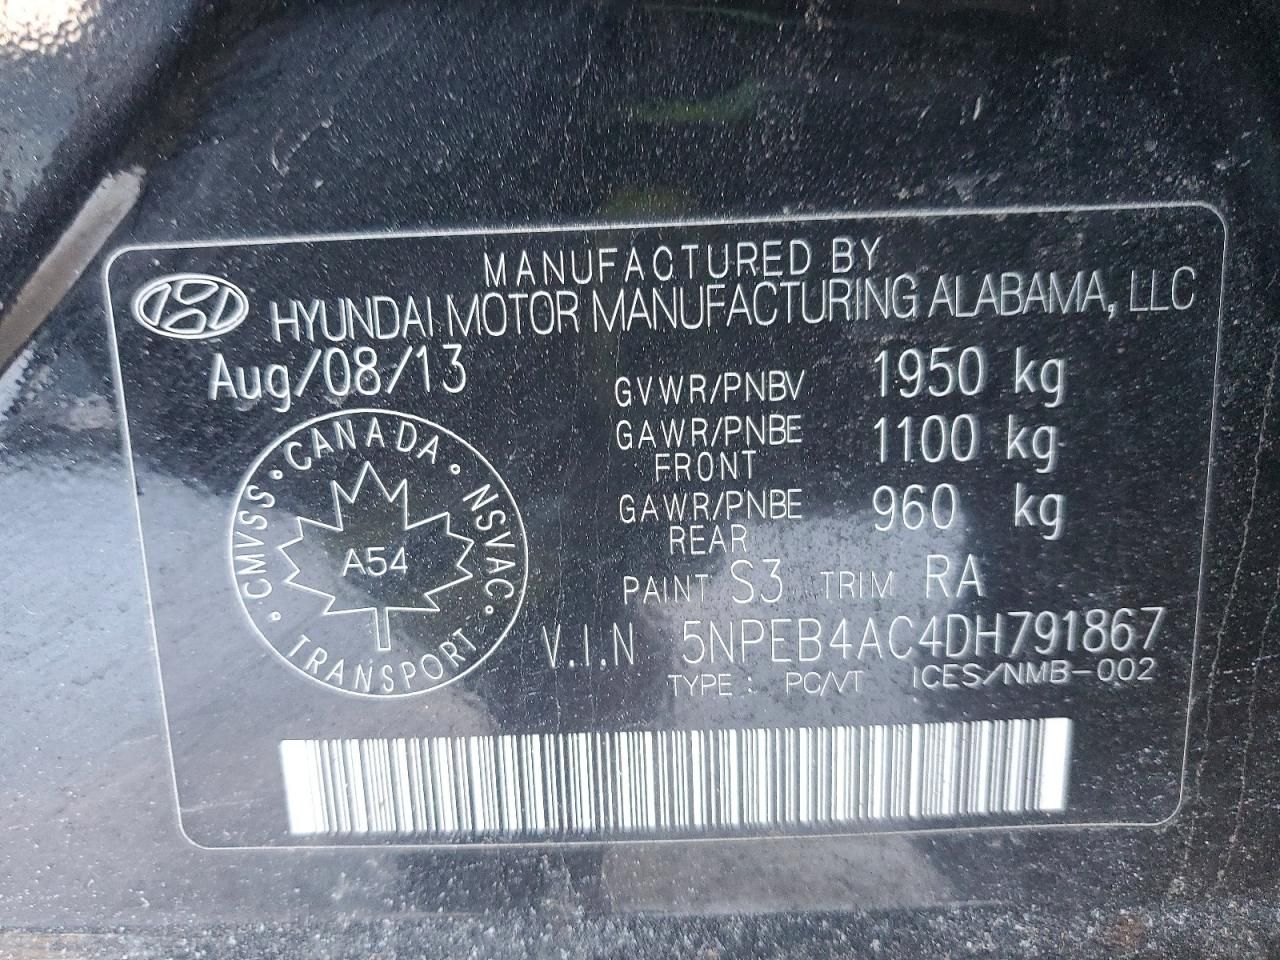 MANUFACTURED BY
HYUNDAI MOTOR MANUFACTURING ALABAMA, LLC
Aug/08/13
GVWR/PNBV 1950 kg
GAWR/PNBE 1100 kg
FRONT
GAWR/PNBE 960 kg
REAR
CANADA · NSVAC · TRANSPORT · CMVSS ·
A54
PAINT S3 TRIM RA
V.I.N 5NPEB4AC4DH791867
TYPE : PC/VT ICES/NMB-002